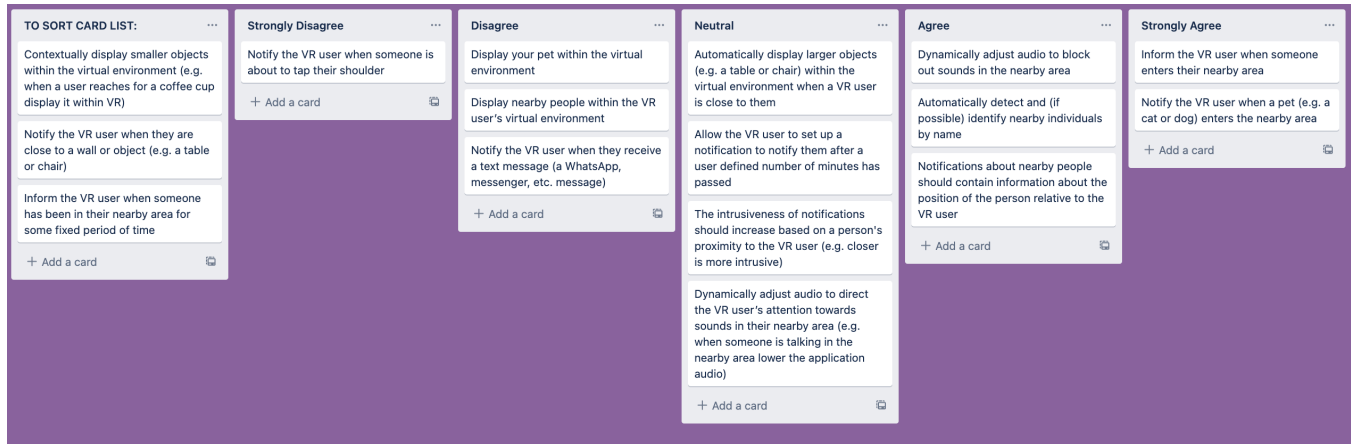 TO SORT CARD LIST:
Contextually display smaller objects
within the virtual environment (e.g.
when a user reaches for a coffee cup
display it within VR)
Notify the VR user when they are
close to a wall or object (e.g. a table
or chair)
Inform the VR user when someone
has been in their nearby area for
some fixed period of time
+ Add a card
Strongly Disagree
Notify the VR user when someone is
about to tap their shoulder
+ Add a card
Disagree
Display your pet within the virtual
environment
Display nearby people within the VR
user's virtual environment
Notify the VR user when they receive
a text message (a WhatsApp,
messenger, etc. message)
+ Add a card
Neutral
Automatically display larger objects
(e.g. a table or chair) within the
virtual environment when a VR user
is close to them
Allow the VR user to set up a
notification to notify them after a
user defined number of minutes has
passed
The intrusiveness of notifications
should increase based on a person's
proximity to the VR user (e.g. closer
is more intrusive)
Dynamically adjust audio to direct
the VR user's attention towards
sounds in their nearby area (e.g.
when someone is talking in the
nearby area lower the application
audio)
+ Add a card
Agree
Dynamically adjust audio to block
out sounds in the nearby area
Automatically detect and (if
possible) identify nearby individuals
by name
Notifications about nearby people
should contain information about the
position of the person relative to the
VR user
+ Add a card
Strongly Agree
Inform the VR user when someone
enters their nearby area
Notify the VR user when a pet (e.g. a
cat or dog) enters the nearby area
+ Add a card